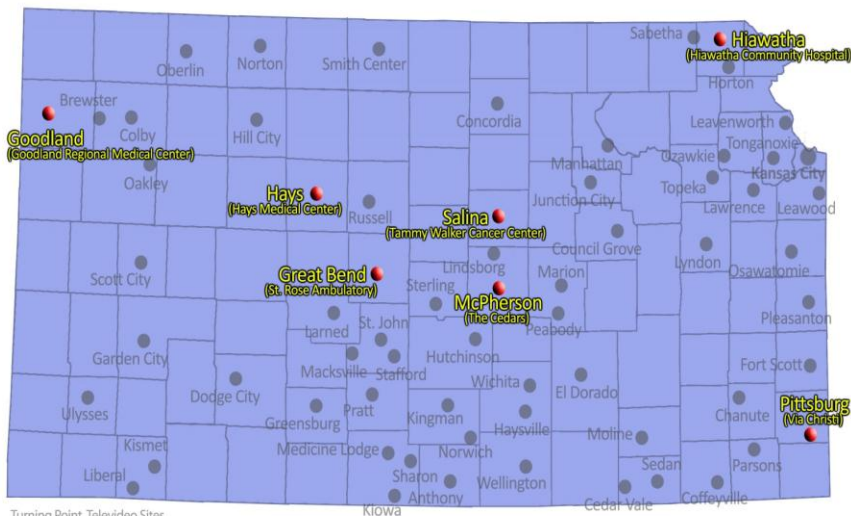 Sabetha
Hiawatha
(Hiawatha Community Hospital)
Oberlin
Norton
Smith Center
Horton
Brewster
Colby
Hill City
Concordia
Leavenworth
Goodland
(Goodland Regional Medical Center)
Manhattan
Ozawkie
Tonganoxie
Kansas City
Oakley
Hays
(Hays Medical Center)
Russell
Salina
(Tammy Walker Cancer Center)
Junction City
Topeka
Lawrence
Leawood
Council Grove
Scott City
Great Bend
(St. Rose Ambulatory)
Lindsborg
Sterling
McPherson
(The Cedars)
Marion
Lyndon
Osawatomie
Peabody
Pleasanton
Larned
St. John
Garden City
Macksville
Stafford
Hutchinson
Fort Scott
Dodge City
Wichita
El Dorado
Ulysses
Greensburg
Pratt
Kingman
Haysville
Chanute
Pittsburg
(Via Christi)
Kismet
Medicine Lodge
Norwich
Moline
Liberal
Sharon
Anthony
Wellington
Sedan
Parsons
Kiowa
Cedar Vale
Coffeyville
Turning Point Televideo Sites